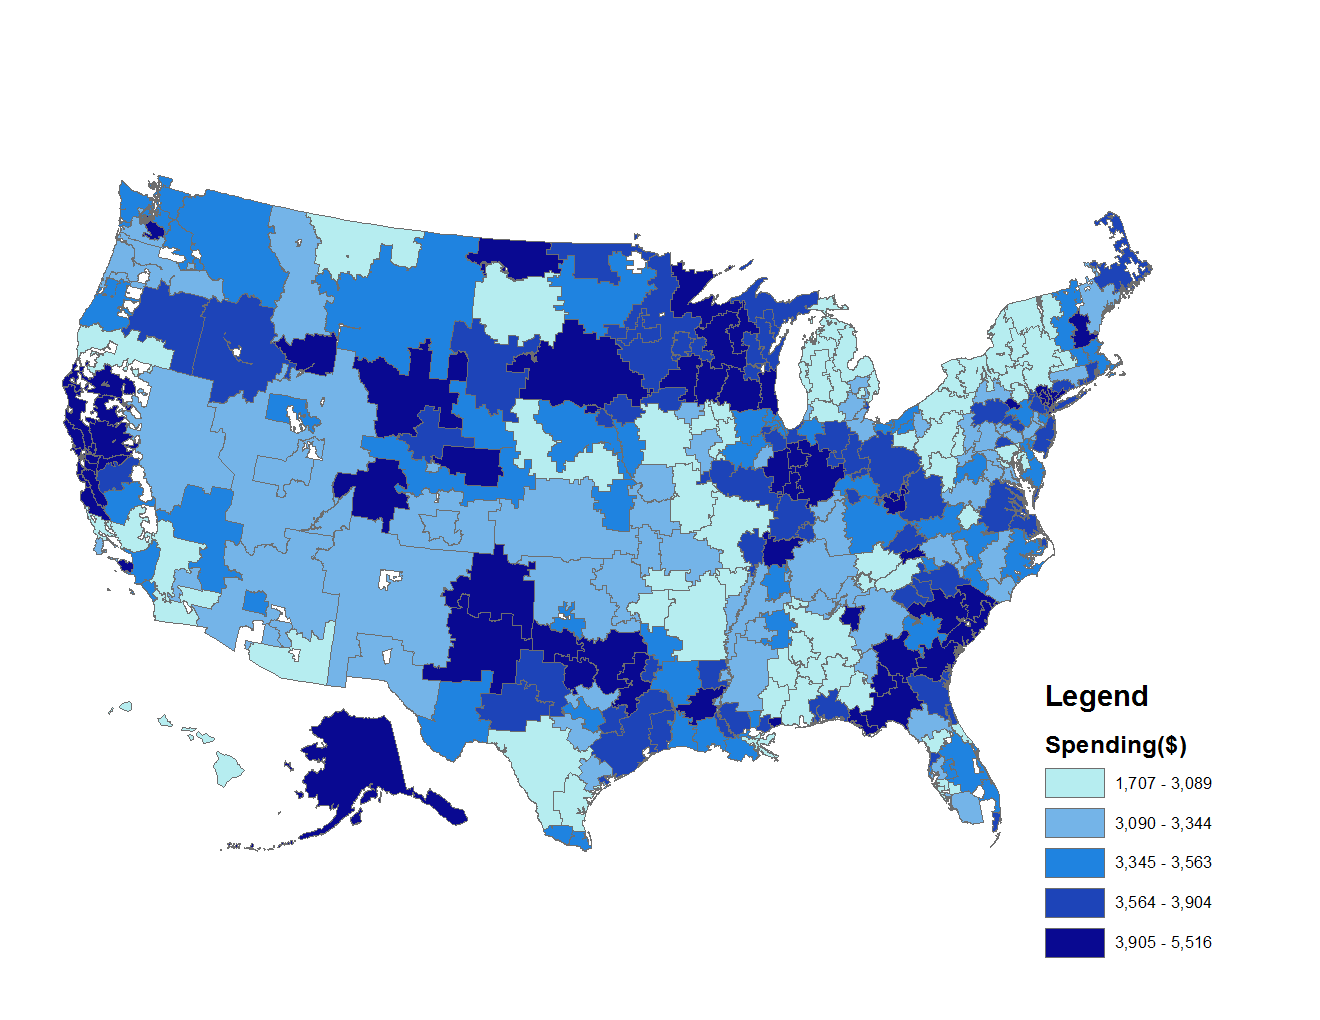 Legend
Spending($)
1,707 - 3,089
3,090 - 3,344
3,345 - 3,563
3,564 - 3,904
3,905 - 5,516